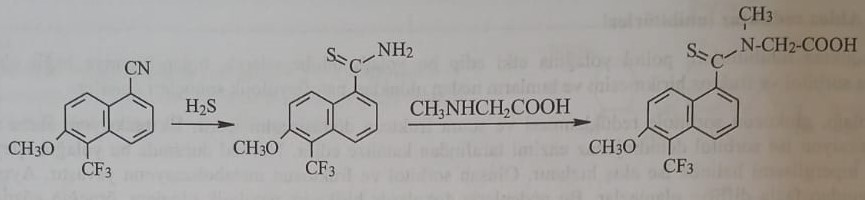 CN
CH3O
CF3
H2S
S
C
NH2
CH3O
CF3
CH3NHCH2COOH
CH3
S
C
N-CH2-COOH
CH3O
CF3